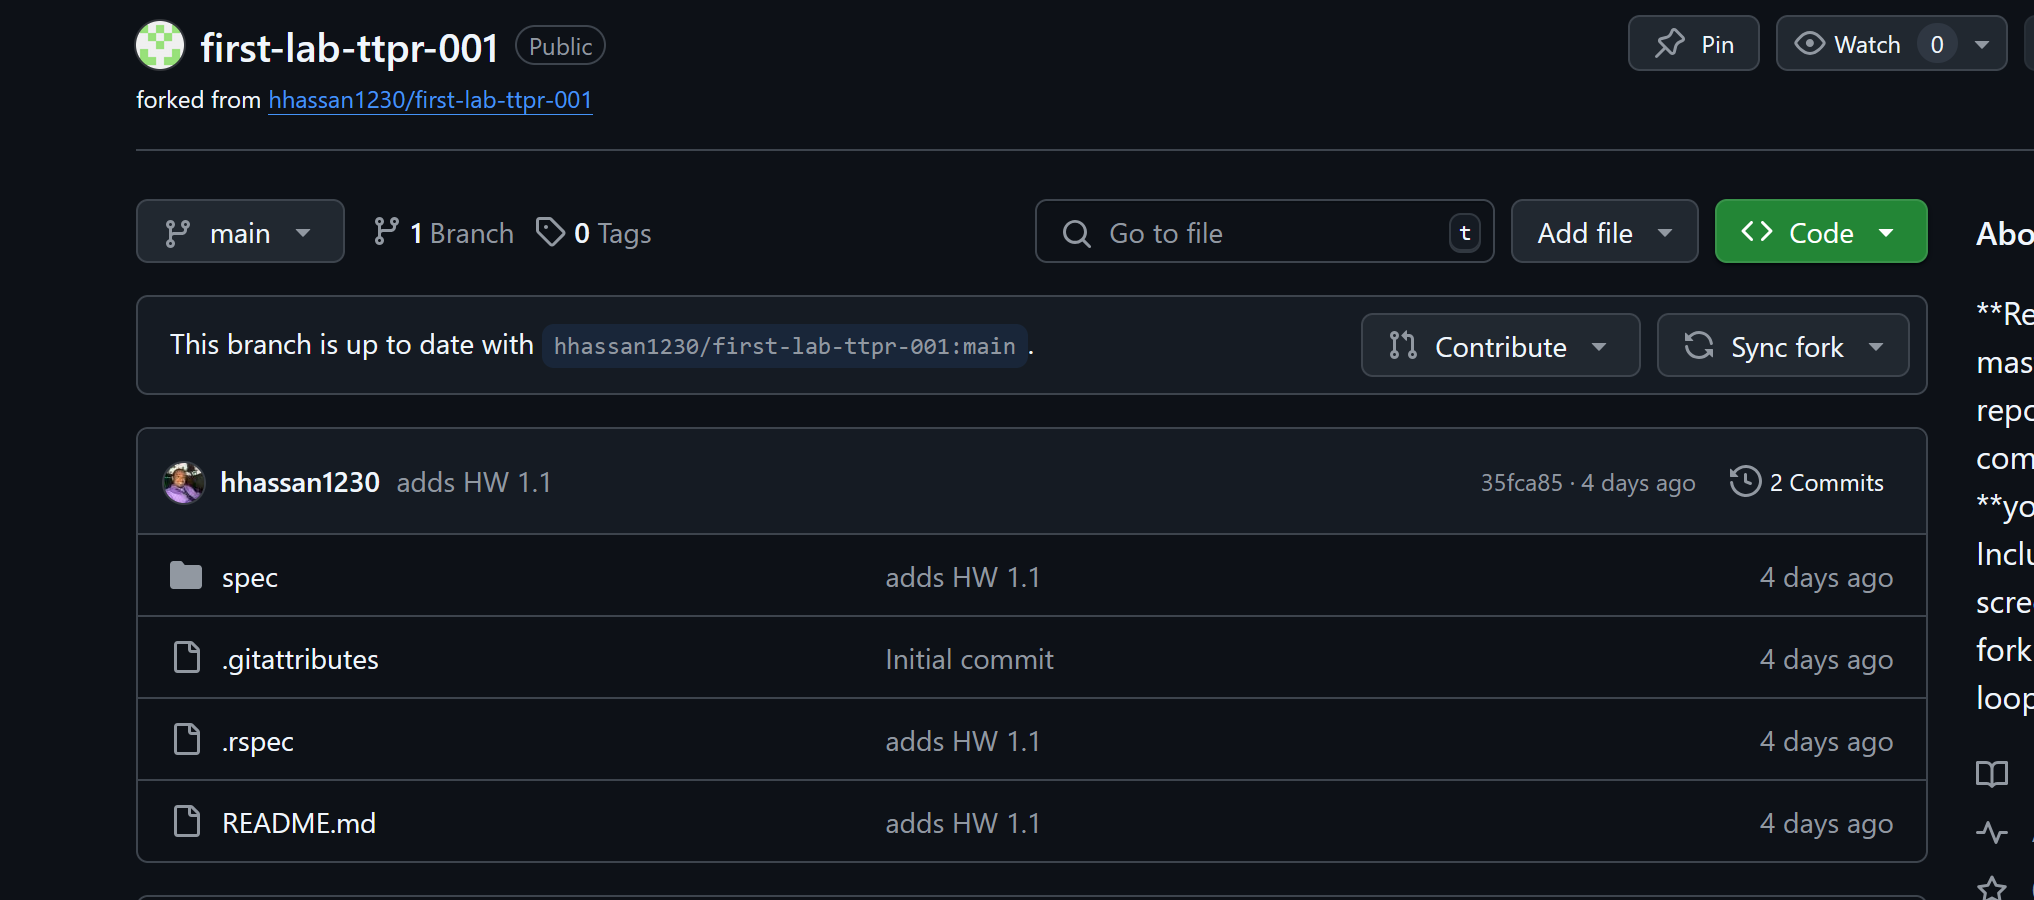 first-lab-ttpr-001 Public
Pin
Watch 0
forked from hhassan1230/first-lab-ttpr-001
main
1 Branch
0 Tags
Go to file t
Add file
Code
This branch is up to date with hhassan1230/first-lab-ttpr-001:main.
Contribute
Sync fork
hhassan1230 adds HW 1.1 35fca85 · 4 days ago 2 Commits
spec adds HW 1.1 4 days ago
.gitattributes Initial commit 4 days ago
.rspec adds HW 1.1 4 days ago
README.md adds HW 1.1 4 days ago
Abo
**Re
mas
repo
com
**yo
Inclu
scre
fork
loop